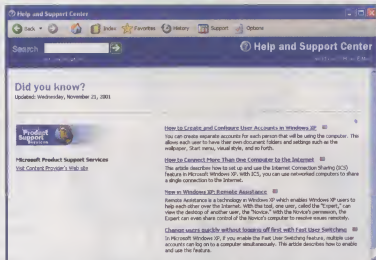 Help and Support Center
Back
Index Favorites History Support Options
Search
Help and Support Center
Did you know?
Updated: Wednesday, November 21, 2001
Product Support Services
Microsoft Product Support Services
Visit Content Provider's Web site
How to Create and Configure User Accounts in Windows XP
You can create separate accounts for each person that will be using the computer. The
allows each user to have their own document folders and settings such as the
wallpaper, Start menu, visual style, and so forth.
How to Connect More Than One Computer to the Internet
This article describes how to set up and use the Internet Connection Sharing (ICS)
feature in Microsoft Windows XP. With ICS, you can use networked computers to share
a single connection to the Internet.
New in Windows XP: Remote Assistance
Remote Assistance is a technology in Windows XP which enables Windows XP users to
help each other over the Internet. With the tool, one user, called the "Expert," can
view the desktop of another user, the "Novice." With the Novice's permission, the
Expert can even share control of the Novice's computer to resolve issues remotely.
Change users quickly without logging off first with Fast User Switching
In Microsoft Windows XP, if you enable the Fast User Switching feature, multiple user
accounts can log on to a computer simultaneously. This article describes how to enable
and use the feature.